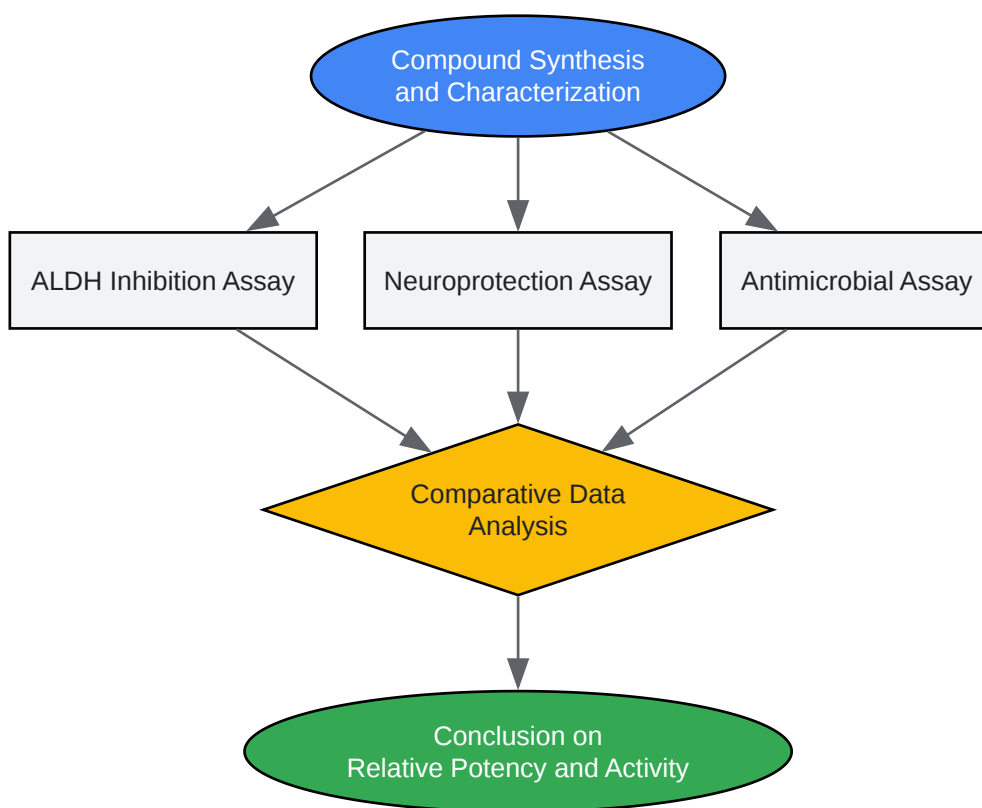 Compound Synthesis
and Characterization
ALDH Inhibition Assay
Neuroprotection Assay
Antimicrobial Assay
Comparative Data
Analysis
Conclusion on
Relative Potency and Activity